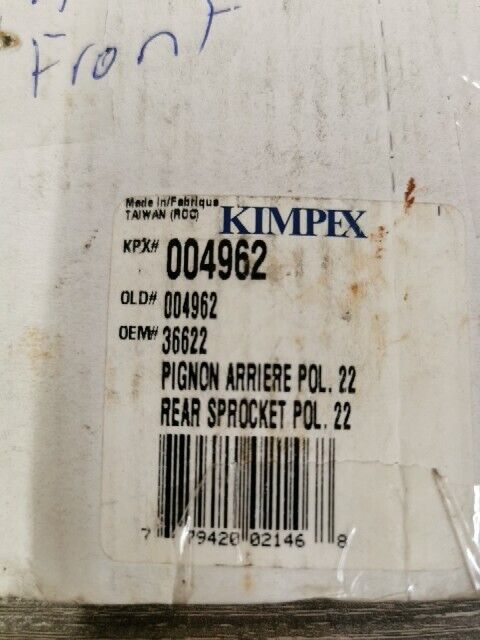 Front
Made in/Fabrique
TAIWAN (ROC)
KIMPEX
KPX# 004962
OLD# 004962
OEM# 36622
PIGNON ARRIERE POL. 22
REAR SPROCKET POL. 22
7 79420 02146 8